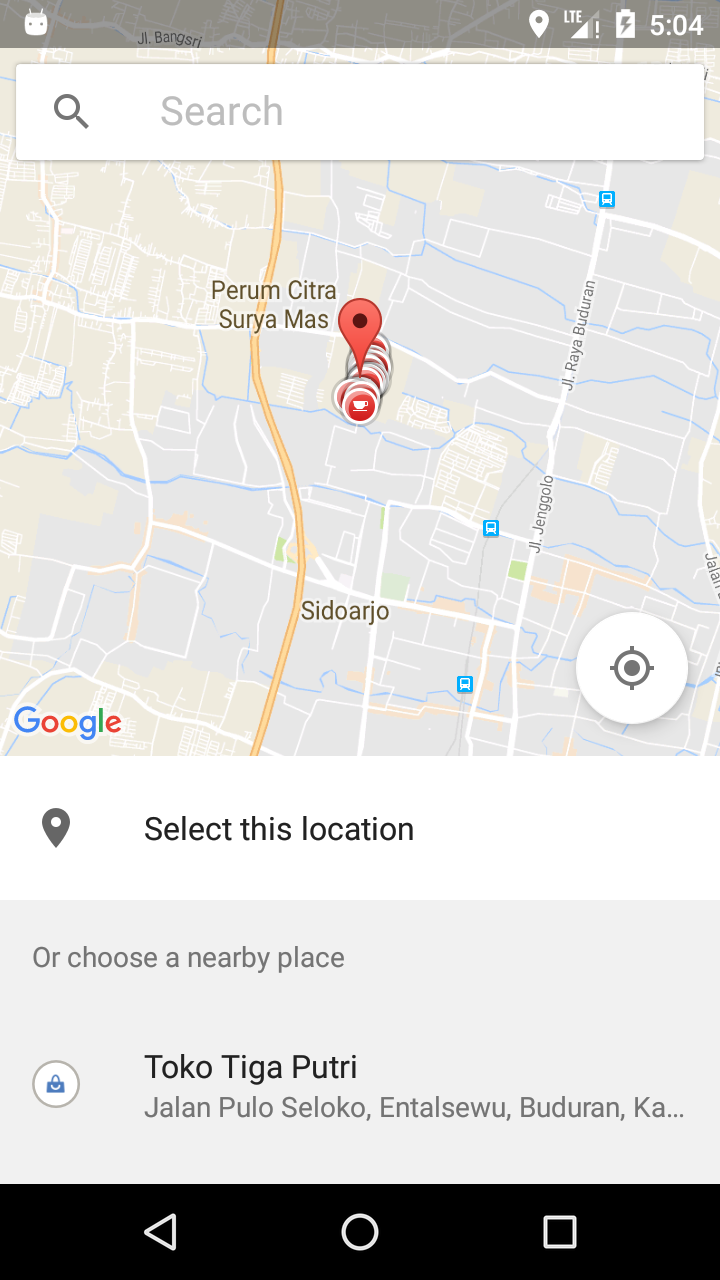 LTE 5:04
Jl. Bangsri
Search
Perum Citra
Surya Mas
Jl. Raya Buduran
Jl. Jenggolo
Sidoarjo
Google
Select this location
Or choose a nearby place
Toko Tiga Putri
Jalan Pulo Seloko, Entalsewu, Buduran, Ka...